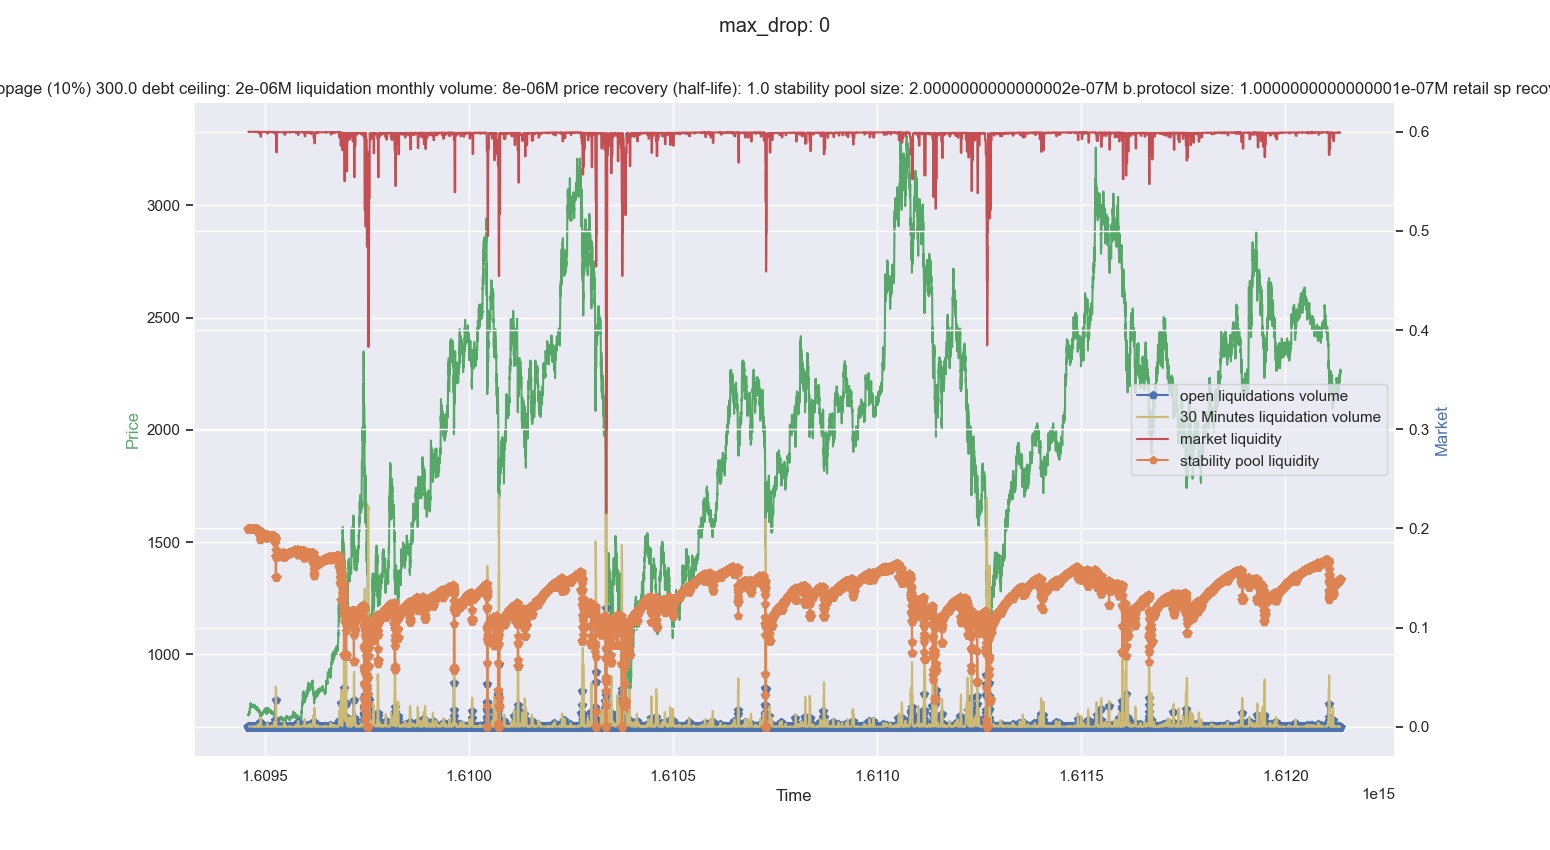 max_drop: 0
(10%) 300.0 debt ceiling: 2e-06M liquidation monthly volume: 8e-06M price recovery (half-life): 1.0 stability pool size: 2.0000000000000002e-07M b.protocol size: 1.0000000000000001e-07M retail sp
3000
2500
2000
1500
1000
Price
0.6
0.5
0.4
0.3
0.2
0.1
0.0
Market
open liquidations volume
30 Minutes liquidation volume
market liquidity
stability pool liquidity
1.6095 1.6100 1.6105 1.6110 1.6115 1.6120
Time
1e15